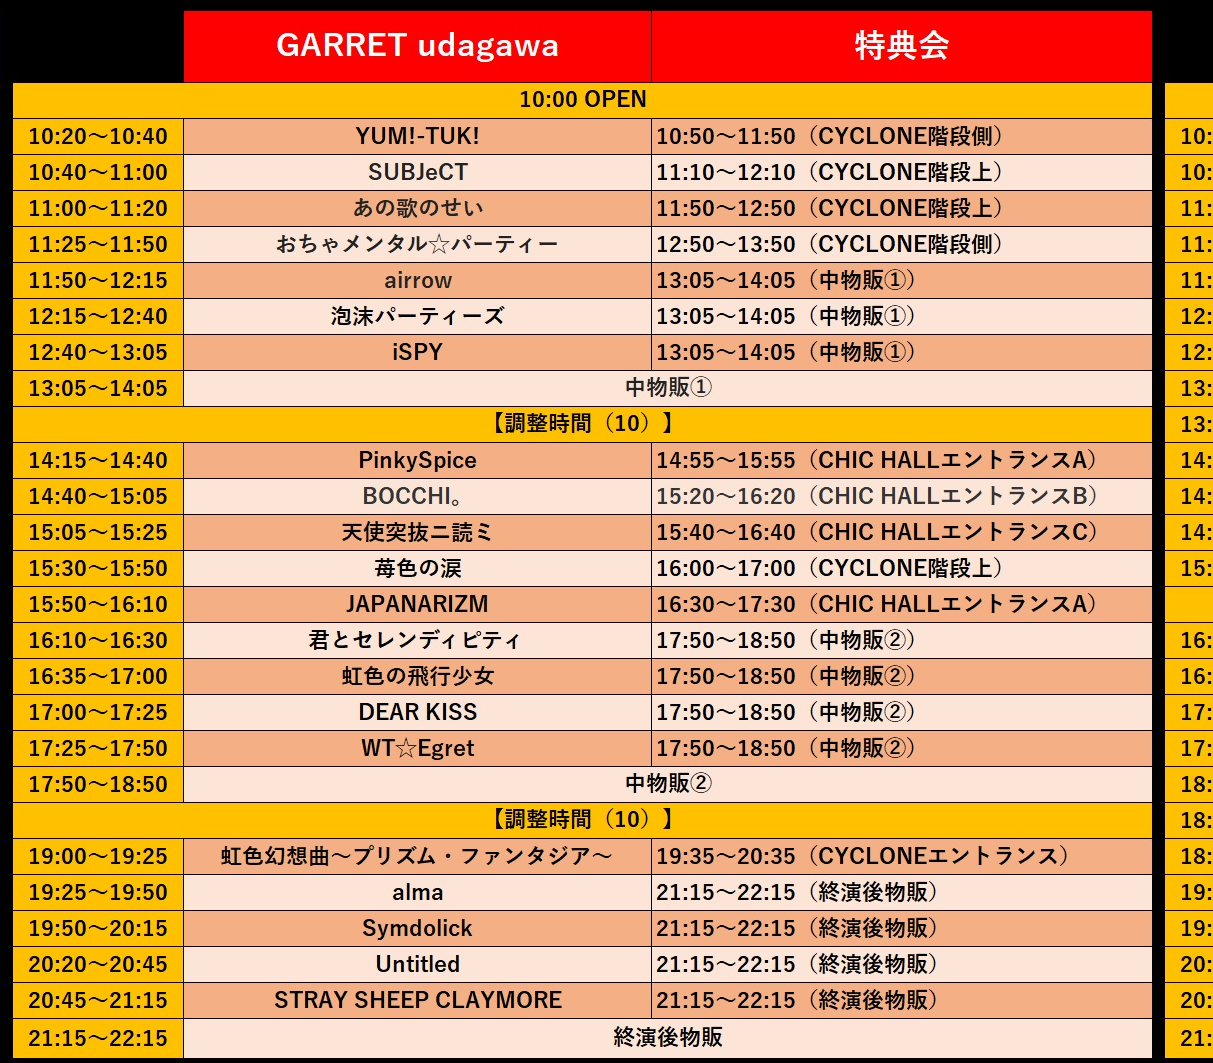 GARRET udagawa 特典会
10:00 OPEN
10:20～10:40 YUM!-TUK! 10:50～11:50（CYCLONE階段側）
10:40～11:00 SUBJeCT 11:10～12:10（CYCLONE階段上）
11:00～11:20 あの歌のせい 11:50～12:50（CYCLONE階段上）
11:25～11:50 おちゃメンタル☆パーティー 12:50～13:50（CYCLONE階段側）
11:50～12:15 airrow 13:05～14:05（中物販①）
12:15～12:40 泡沫パーティーズ 13:05～14:05（中物販①）
12:40～13:05 iSPY 13:05～14:05（中物販①）
13:05～14:05 中物販①
【調整時間（10）】
14:15～14:40 PinkySpice 14:55～15:55（CHIC HALLエントランスA）
14:40～15:05 BOCCHI。 15:20～16:20（CHIC HALLエントランスB）
15:05～15:25 天使突抜ニ読ミ 15:40～16:40（CHIC HALLエントランスC）
15:30～15:50 苺色の涙 16:00～17:00（CYCLONE階段上）
15:50～16:10 JAPANARIZM 16:30～17:30（CHIC HALLエントランスA）
16:10～16:30 君とセレンディピティ 17:50～18:50（中物販②）
16:35～17:00 虹色の飛行少女 17:50～18:50（中物販②）
17:00～17:25 DEAR KISS 17:50～18:50（中物販②）
17:25～17:50 WT☆Egret 17:50～18:50（中物販②）
17:50～18:50 中物販②
【調整時間（10）】
19:00～19:25 虹色幻想曲～プリズム・ファンタジア～ 19:35～20:35（CYCLONEエントランス）
19:25～19:50 alma 21:15～22:15（終演後物販）
19:50～20:15 Symdolick 21:15～22:15（終演後物販）
20:20～20:45 Untitled 21:15～22:15（終演後物販）
20:45～21:15 STRAY SHEEP CLAYMORE 21:15～22:15（終演後物販）
21:15～22:15 終演後物販
10:
10:
11:
11:
11:
12:
12:
13:
13:
14:
14:
14:
15:
16:
16:
17:
17:
18:
18:
18:
19:
19:
20:
20:
21: